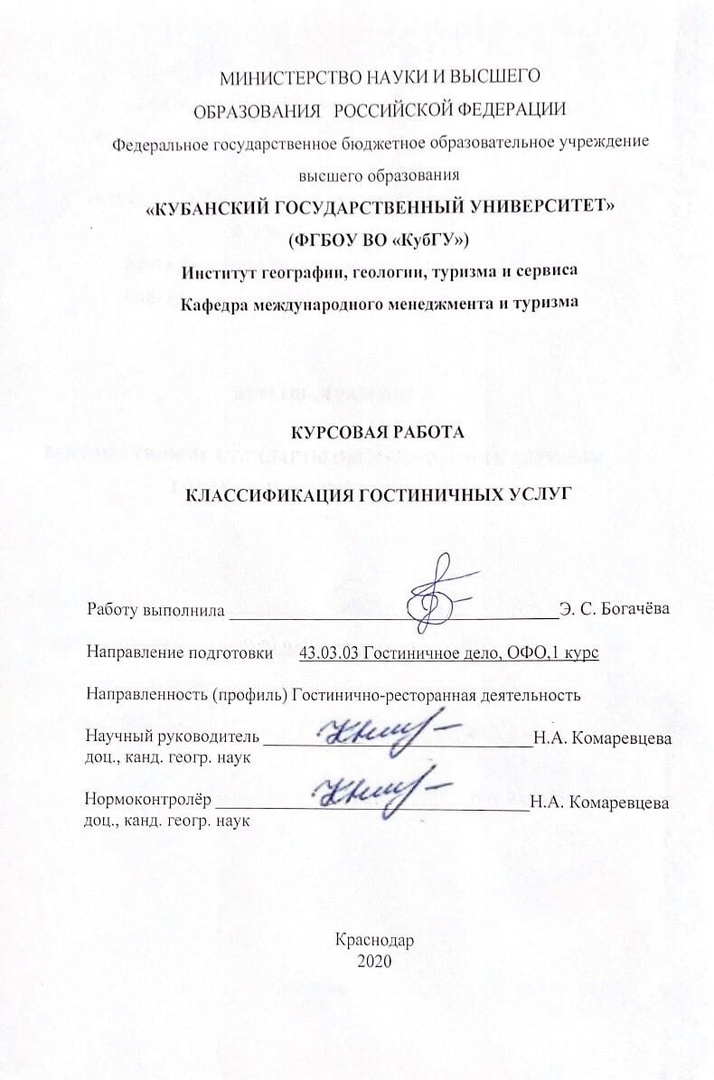 МИНИСТЕРСТВО НАУКИ И ВЫСШЕГО
ОБРАЗОВАНИЯ РОССИЙСКОЙ ФЕДЕРАЦИИ
Федеральное государственное бюджетное образовательное учреждение
высшего образования
«КУБАНСКИЙ ГОСУДАРСТВЕННЫЙ УНИВЕРСИТЕТ»
(ФГБОУ ВО «КубГУ»)
Институт географии, геологии, туризма и сервиса
Кафедра международного менеджмента и туризма
КУРСОВАЯ РАБОТА
КЛАССИФИКАЦИЯ ГОСТИНИЧНЫХ УСЛУГ
Работу выполнила Э. С. Богачёва
Направление подготовки 43.03.03 Гостиничное дело, ОФО,1 курс
Направленность (профиль) Гостинично-ресторанная деятельность
Научный руководитель Н.А. Комаревцева
доц., канд. геогр. наук
Нормоконтролёр Н.А. Комаревцева
доц., канд. геогр. наук
Краснодар
2020